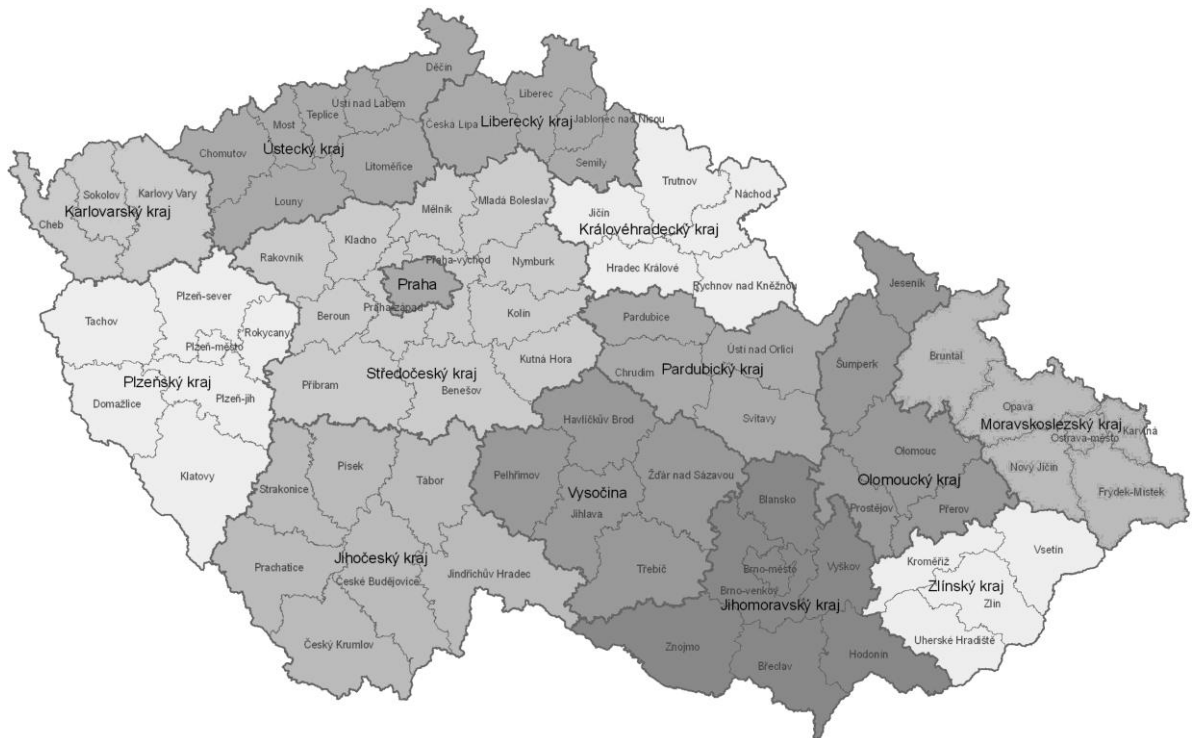 Děčín
Ústí nad Labem
Teplice
Most
Chomutov
Ústecký kraj
Litoměřice
Louny
Liberec
Česká Lípa
Jablonec nad Nisou
Liberecký kraj
Semily
Sokolov
Karlovy Vary
Karlovarský kraj
Cheb
Trutnov
Náchod
Jičín
Královéhradecký kraj
Hradec Králové
Rychnov nad Kněžnou
Mělník
Mladá Boleslav
Kladno
Rakovník
Praha-východ
Nymburk
Praha
Praha-západ
Beroun
Kolín
Kutná Hora
Středočeský kraj
Příbram
Benešov
Plzeň-sever
Tachov
Rokycany
Plzeň-město
Plzeňský kraj
Plzeň-jih
Domažlice
Klatovy
Pardubice
Ústí nad Orlicí
Chrudim
Pardubický kraj
Svitavy
Jeseník
Šumperk
Olomouc
Olomoucký kraj
Prostějov
Přerov
Bruntál
Opava
Moravskoslezský kraj
Karviná
Ostrava-město
Nový Jičín
Frýdek-Místek
Havlíčkův Brod
Pelhřimov
Žďár nad Sázavou
Vysočina
Jihlava
Třebíč
Písek
Tábor
Strakonice
Jihočeský kraj
Prachatice
České Budějovice
Jindřichův Hradec
Český Krumlov
Blansko
Brno-město
Vyškov
Brno-venkov
Jihomoravský kraj
Znojmo
Hodonín
Břeclav
Vsetín
Kroměříž
Zlínský kraj
Zlín
Uherské Hradiště